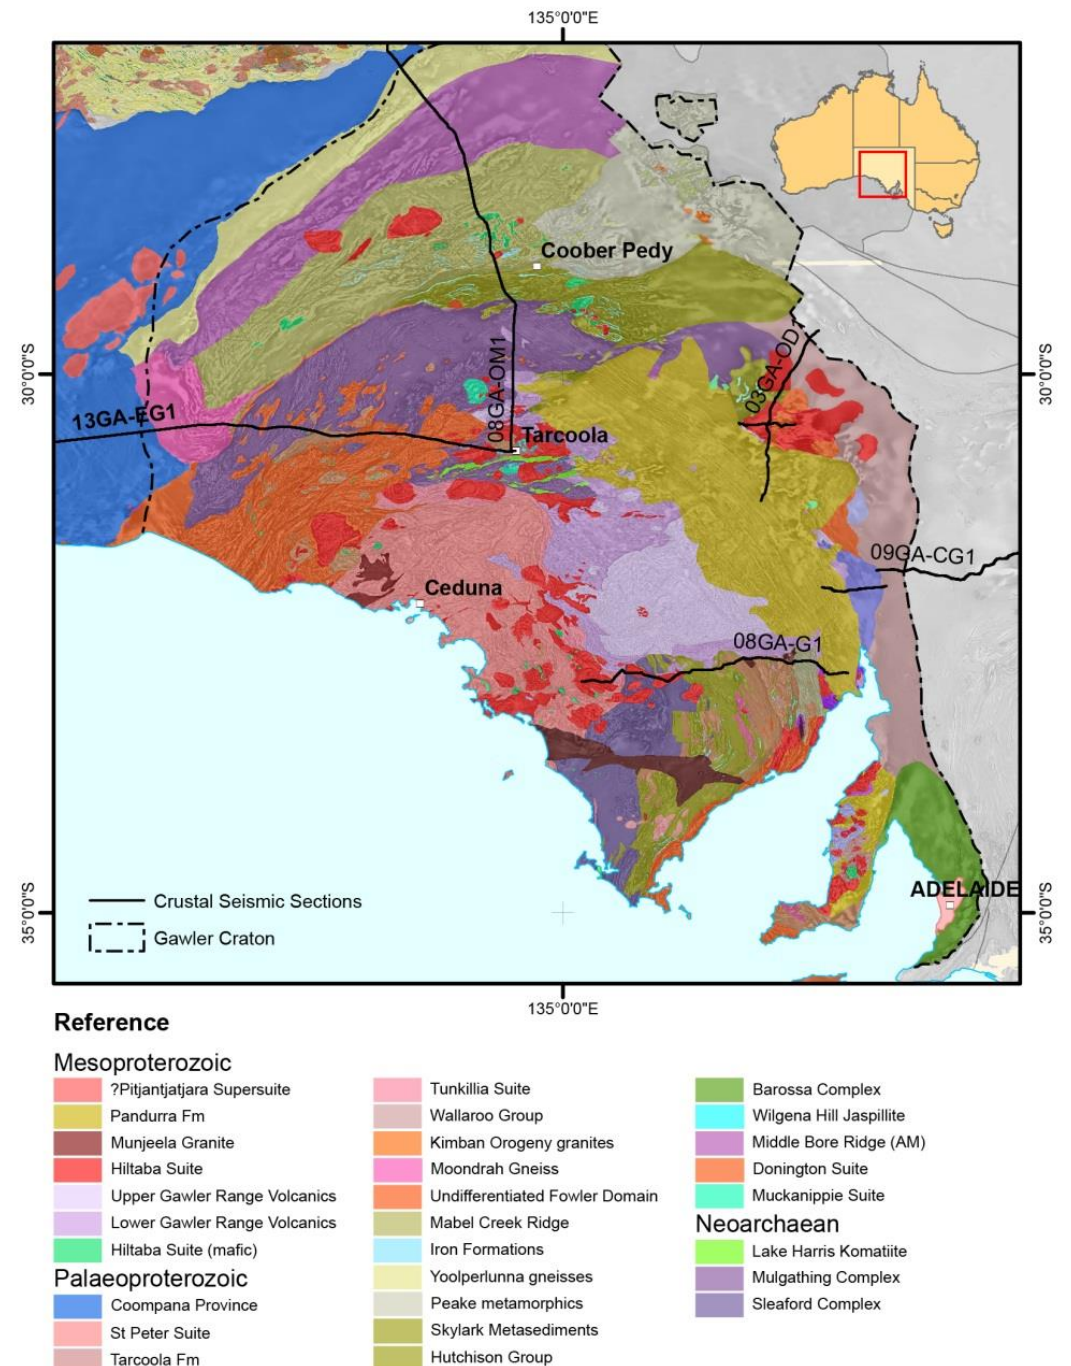 135°0'0"E
Coober Pedy
30°0'0"S
30°0'0"S
03GA-OD1
08GA-OM1
13GA-EG1
Tarcoola
09GA-CG1
Ceduna
08GA-G1
ADELAIDE
35°0'0"S
35°0'0"S
Crustal Seismic Sections
Gawler Craton
135°0'0"E
Reference
Mesoproterozoic
?Pitjantjatjara Supersuite
Pandurra Fm
Munjeela Granite
Hiltaba Suite
Upper Gawler Range Volcanics
Lower Gawler Range Volcanics
Hiltaba Suite (mafic)
Palaeoproterozoic
Coompana Province
St Peter Suite
Tarcoola Fm
Tunkillia Suite
Wallaroo Group
Kimban Orogeny granites
Moondrah Gneiss
Undifferentiated Fowler Domain
Mabel Creek Ridge
Iron Formations
Yoolperlunna gneisses
Peake metamorphics
Skylark Metasediments
Hutchison Group
Barossa Complex
Wilgena Hill Jaspillite
Middle Bore Ridge (AM)
Donington Suite
Muckanippie Suite
Neoarchaean
Lake Harris Komatiite
Mulgathing Complex
Sleaford Complex